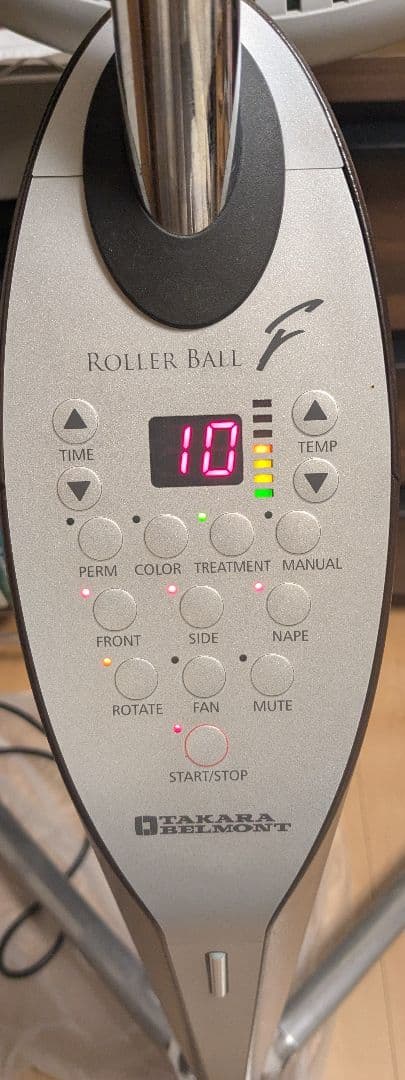 ROLLER BALL F
TIME 10 TEMP
PERM COLOR TREATMENT MANUAL
FRONT SIDE NAPE
ROTATE FAN MUTE
START/STOP
TAKARA
BELMONT